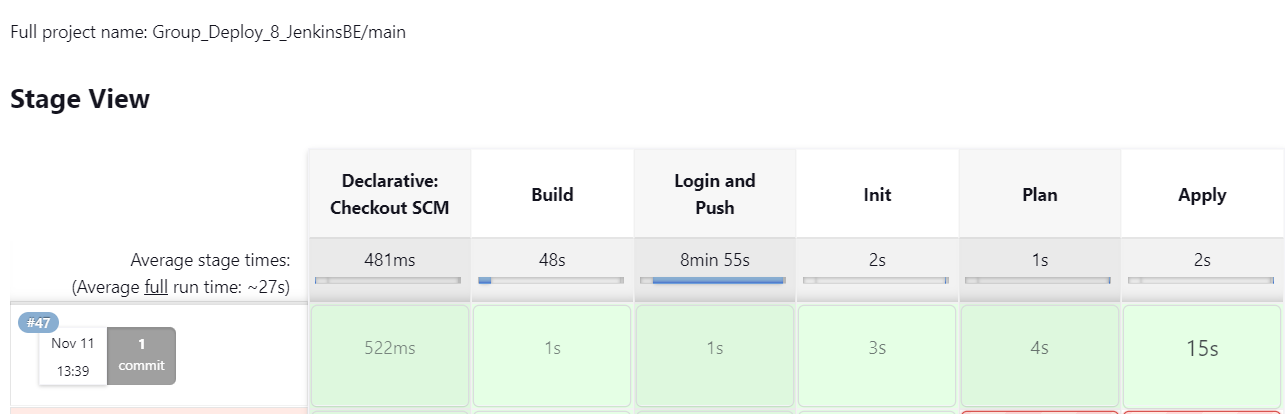 Full project name: Group_Deploy_8_JenkinsBE/main
Stage View
Declarative:
Checkout SCM
Build
Login and
Push
Init
Plan
Apply
Average stage times:
(Average full run time: ~27s)
481ms
48s
8min 55s
2s
1s
2s
#47
Nov 11
13:39
1
commit
522ms
1s
1s
3s
4s
15s